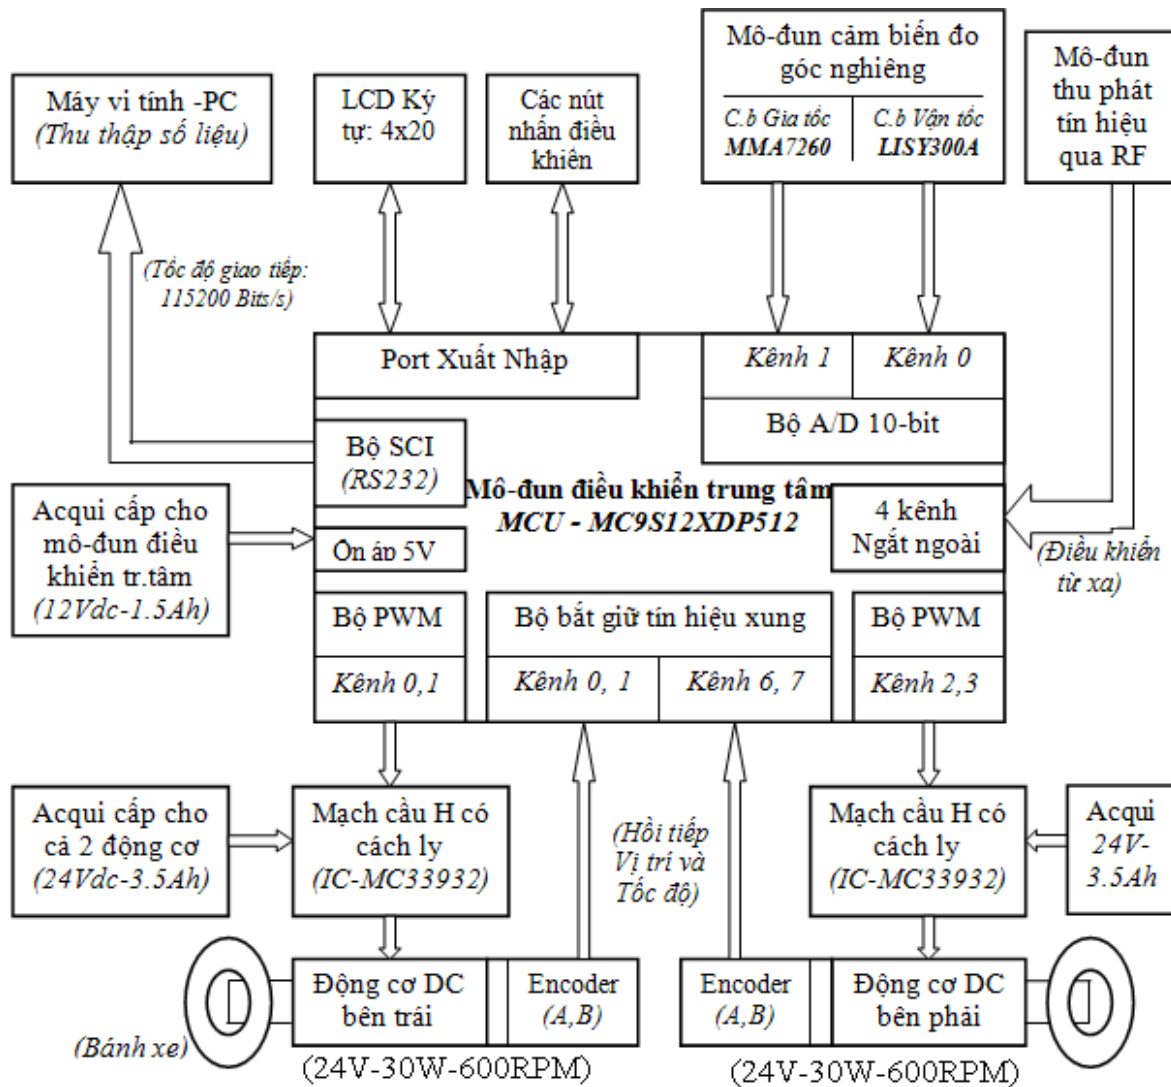 Máy vi tính -PC
(Thu thập số liệu)
LCD Ký
tự: 4x20
Các nút
nhấn điều
khiên
Mô-đun cảm biến đo
góc nghiêng
C.b Gia tốc
MMA7260
C.b Vận tốc
LISY300A
Mô-đun
thu phát
tín hiệu
qua RF
(Tốc độ giao tiếp:
115200 Bits/s)
Port Xuất Nhập
Kênh 1
Kênh 0
Bộ A/D 10-bit
Bộ SCI
(RS232)
Mô-đun điều khiển trung tâm
MCU - MC9S12XDP512
4 kênh
Ngắt ngoài
(Điều khiển
từ xa)
Acqui cấp cho
mô-đun điều
khiển tr.tâm
(12Vdc-1.5Ah)
Ổn áp 5V
Bộ PWM
Kênh 0,1
Bộ bắt giữ tín hiệu xung
Kênh 0, 1
Kênh 6, 7
Bộ PWM
Kênh 2,3
Acqui cấp cho
cả 2 động cơ
(24Vdc-3.5Ah)
Mạch cầu H có
cách ly
(IC-MC33932)
(Hồi tiếp
Vị trí và
Tốc độ)
Mạch cầu H có
cách ly
(IC-MC33932)
Acqui
24V-
3.5Ah
(Bánh xe)
Động cơ DC
bên trái
Encoder
(A,B)
Encoder
(A,B)
Động cơ DC
bên phải
(24V-30W-600RPM)
(24V-30W-600RPM)